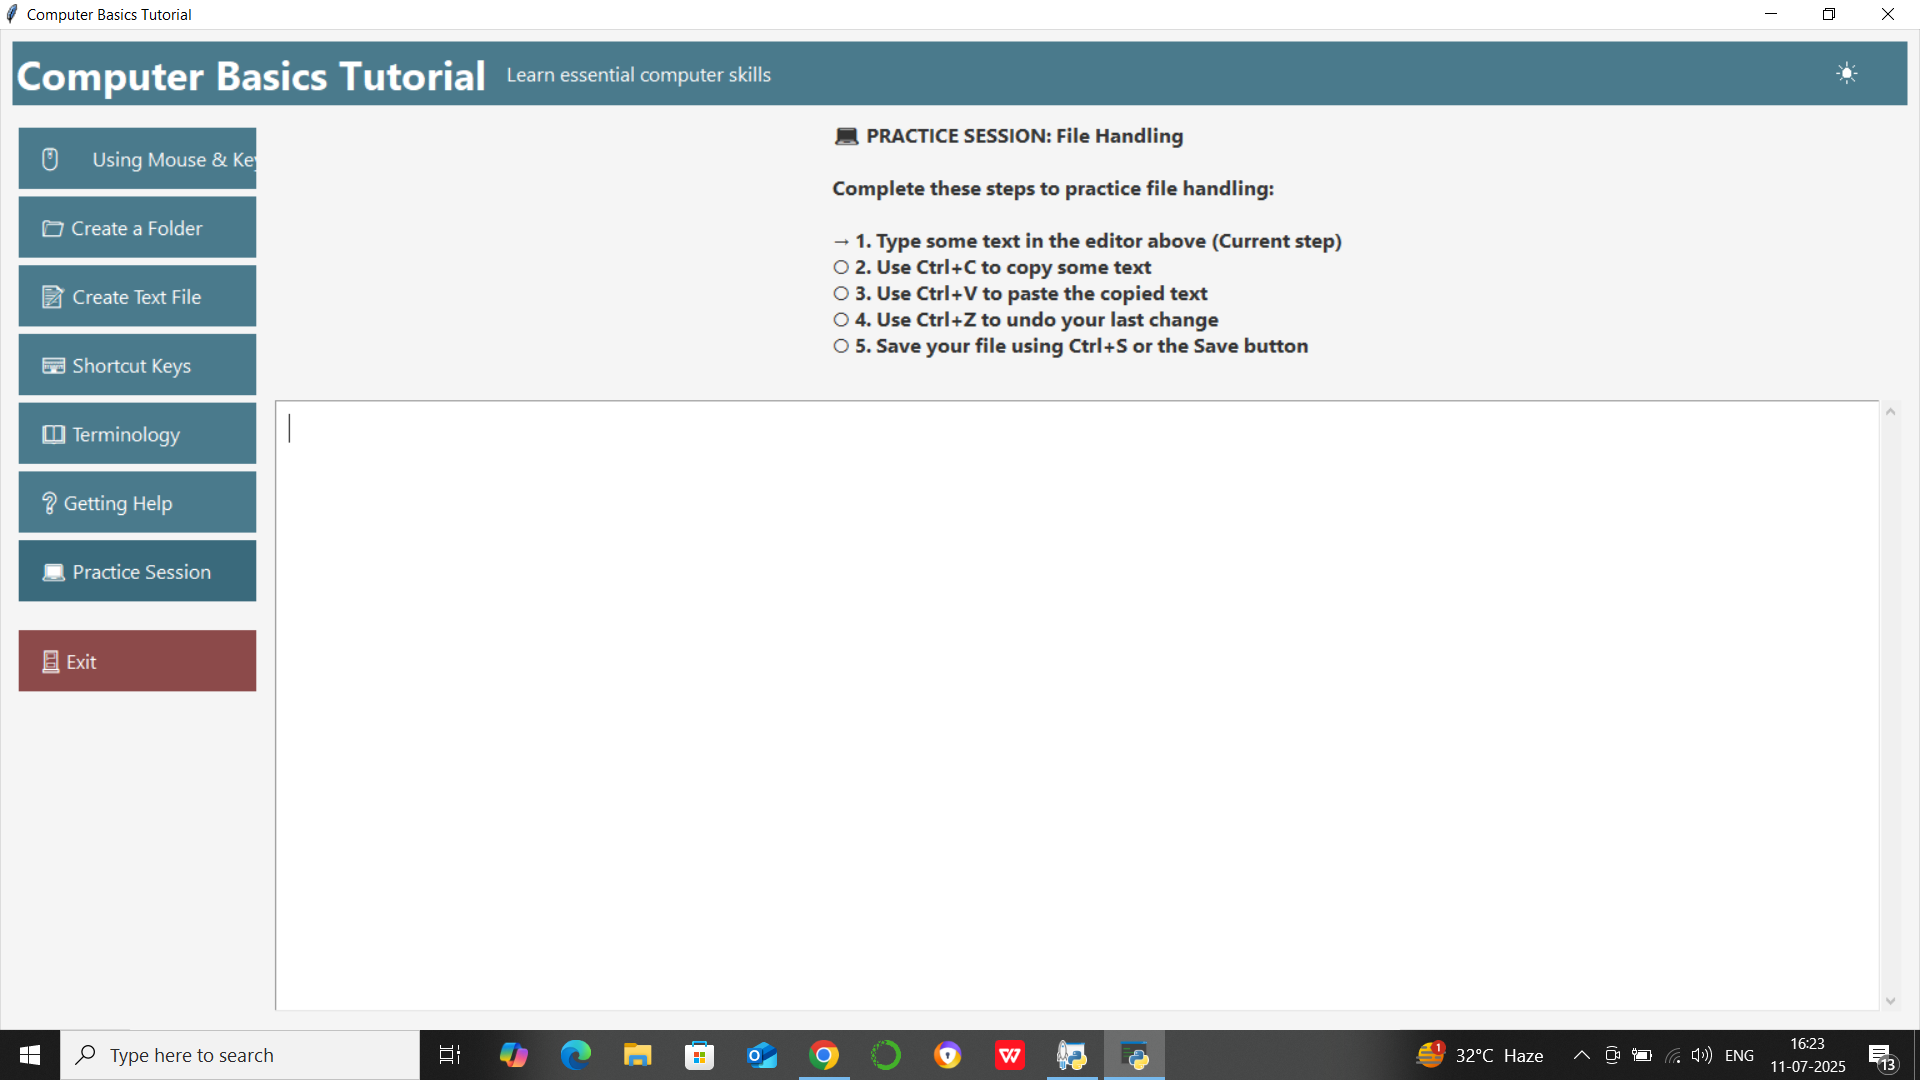 Computer Basics Tutorial
Computer Basics Tutorial Learn essential computer skills
Using Mouse &
Create a Folder
Create Text File
Shortcut Keys
Terminology
Getting Help
Practice Session
Exit
PRACTICE SESSION: File Handling
Complete these steps to practice file handling:
→ 1. Type some text in the editor above (Current step)
○ 2. Use Ctrl+C to copy some text
○ 3. Use Ctrl+V to paste the copied text
○ 4. Use Ctrl+Z to undo your last change
○ 5. Save your file using Ctrl+S or the Save button
Type here to search
1
32°C Haze
ENG
16:23
11-07-2025
13